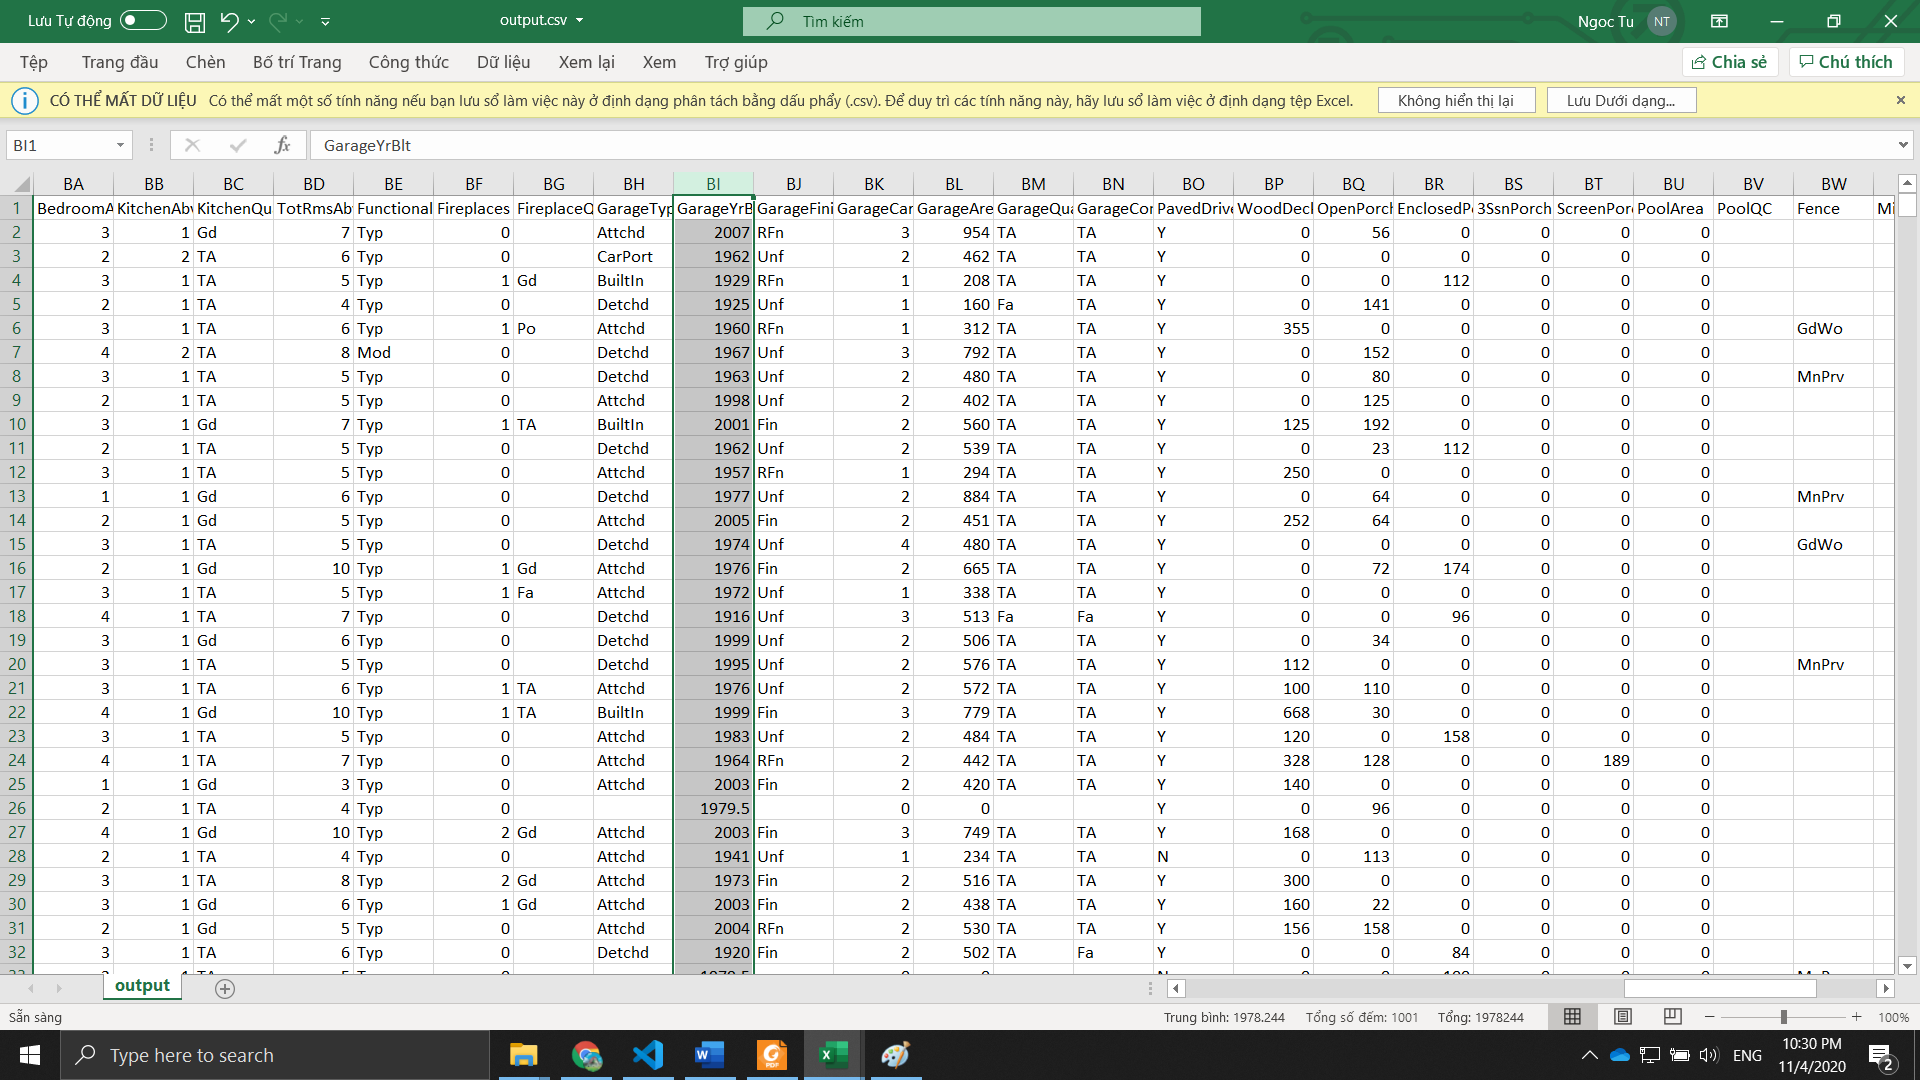 Lưu Tự động output.csv Tìm kiếm Ngoc Tu NT
Tệp Trang đầu Chèn Bố trí Trang Công thức Dữ liệu Xem lại Xem Trợ giúp Chia sẻ Chú thích
CÓ THỂ MẤT DỮ LIỆU Có thể mất một số tính năng nếu bạn lưu sổ làm việc này ở định dạng phân tách bằng dấu phẩy (.csv). Để duy trì các tính năng này, hãy lưu sổ làm việc ở định dạng tệp Excel. Không hiển thị lại Lưu Dưới dạng...
BI1 fx GarageYrBlt
BA BB BC BD BE BF BG BH BI BJ BK BL BM BN BO BP BQ BR BS BT BU BV BW
1 BedroomA KitchenAbv KitchenQu TotRmsAb Functional Fireplaces FireplaceQ GarageTyp GarageYrB GarageFini GarageCar GarageAre GarageQua GarageCor PavedDrive WoodDecl OpenPorch EnclosedPo 3SsnPorch ScreenPorc PoolArea PoolQC Fence Mi
2 3 1 Gd 7 Typ 0 Attchd 2007 RFn 3 954 TA TA Y 0 56 0 0 0 0
3 2 2 TA 6 Typ 0 CarPort 1962 Unf 2 462 TA TA Y 0 0 0 0 0 0
4 3 1 TA 5 Typ 1 Gd BuiltIn 1929 RFn 1 208 TA TA Y 0 0 112 0 0 0
5 2 1 TA 4 Typ 0 Detchd 1925 Unf 1 160 Fa TA Y 0 141 0 0 0 0
6 3 1 TA 6 Typ 1 Po Attchd 1960 RFn 1 312 TA TA Y 355 0 0 0 0 0 GdWo
7 4 2 TA 8 Mod 0 Detchd 1967 Unf 3 792 TA TA Y 0 152 0 0 0 0
8 3 1 TA 5 Typ 0 Detchd 1963 Unf 2 480 TA TA Y 0 80 0 0 0 0 MnPrv
9 2 1 TA 5 Typ 0 Attchd 1998 Unf 2 402 TA TA Y 0 125 0 0 0 0
10 3 1 Gd 7 Typ 1 TA BuiltIn 2001 Fin 2 560 TA TA Y 125 192 0 0 0 0
11 2 1 TA 5 Typ 0 Detchd 1962 Unf 2 539 TA TA Y 0 23 112 0 0 0
12 3 1 TA 5 Typ 0 Attchd 1957 RFn 1 294 TA TA Y 250 0 0 0 0 0
13 1 1 Gd 6 Typ 0 Detchd 1977 Unf 2 884 TA TA Y 0 64 0 0 0 0 MnPrv
14 2 1 Gd 5 Typ 0 Attchd 2005 Fin 2 451 TA TA Y 252 64 0 0 0 0
15 3 1 TA 5 Typ 0 Detchd 1974 Unf 4 480 TA TA Y 0 0 0 0 0 0 GdWo
16 2 1 Gd 10 Typ 1 Gd Attchd 1976 Fin 2 665 TA TA Y 0 72 174 0 0 0
17 3 1 TA 5 Typ 1 Fa Attchd 1972 Unf 1 338 TA TA Y 0 0 0 0 0 0
18 4 1 TA 7 Typ 0 Detchd 1916 Unf 3 513 Fa Fa Y 0 0 96 0 0 0
19 3 1 Gd 6 Typ 0 Detchd 1999 Unf 2 506 TA TA Y 0 34 0 0 0 0
20 3 1 TA 5 Typ 0 Detchd 1995 Unf 2 576 TA TA Y 112 0 0 0 0 0 MnPrv
21 3 1 TA 6 Typ 1 TA Attchd 1976 Unf 2 572 TA TA Y 100 110 0 0 0 0
22 4 1 Gd 10 Typ 1 TA BuiltIn 1999 Fin 3 779 TA TA Y 668 30 0 0 0 0
23 3 1 TA 5 Typ 0 Attchd 1983 Unf 2 484 TA TA Y 120 0 158 0 0 0
24 4 1 TA 7 Typ 0 Attchd 1964 RFn 2 442 TA TA Y 328 128 0 0 189 0
25 1 1 Gd 3 Typ 0 Attchd 2003 Fin 2 420 TA TA Y 140 0 0 0 0 0
26 2 1 TA 4 Typ 0 1979.5 0 0 Y 0 96 0 0 0 0
27 4 1 Gd 10 Typ 2 Gd Attchd 2003 Fin 3 749 TA TA Y 168 0 0 0 0 0
28 2 1 TA 4 Typ 0 Attchd 1941 Unf 1 234 TA TA N 0 113 0 0 0 0
29 3 1 TA 8 Typ 2 Gd Attchd 1973 Fin 2 516 TA TA Y 300 0 0 0 0 0
30 3 1 Gd 6 Typ 1 Gd Attchd 2003 Fin 2 438 TA TA Y 160 22 0 0 0 0
31 2 1 Gd 5 Typ 0 Attchd 2004 RFn 2 530 TA TA Y 156 158 0 0 0 0
32 3 1 TA 6 Typ 0 Detchd 1920 Fin 2 502 TA Fa Y 0 0 84 0 0 0
output
Sẵn sàng Trung bình: 1978.244 Tổng số đếm: 1001 Tổng: 1978244 100%
Type here to search ENG 10:30 PM
11/4/2020 2